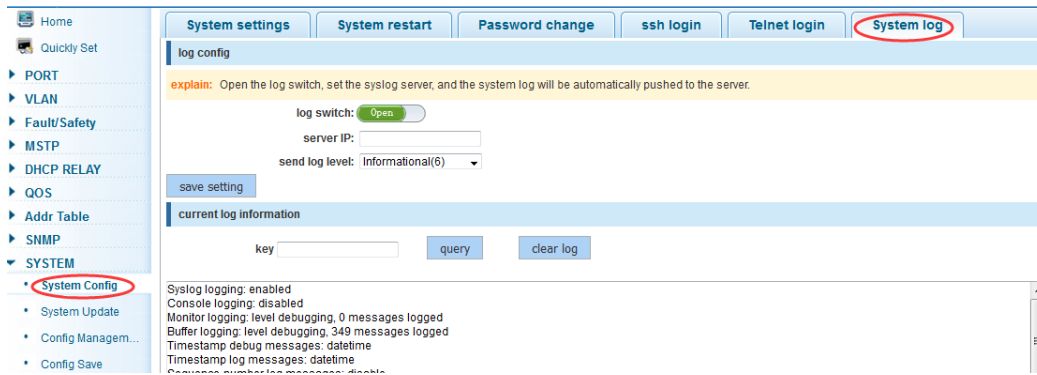 Home
Quickly Set
PORT
VLAN
Fault/Safety
MSTP
DHCP RELAY
QOS
Addr Table
SNMP
SYSTEM
System Config
System Update
Config Managem...
Config Save
System settings
System restart
Password change
ssh login
Telnet login
System log
log config
explain: Open the log switch, set the syslog server, and the system log will be automatically pushed to the server.
log switch: Open
server IP:
send log level: Informational(6)
save setting
current log information
key
query
clear log
Syslog logging: enabled
Console logging: disabled
Monitor logging: level debugging, 0 messages logged
Buffer logging: level debugging, 349 messages logged
Timestamp debug messages: datetime
Timestamp log messages: datetime
Sequence-number log messages: disable